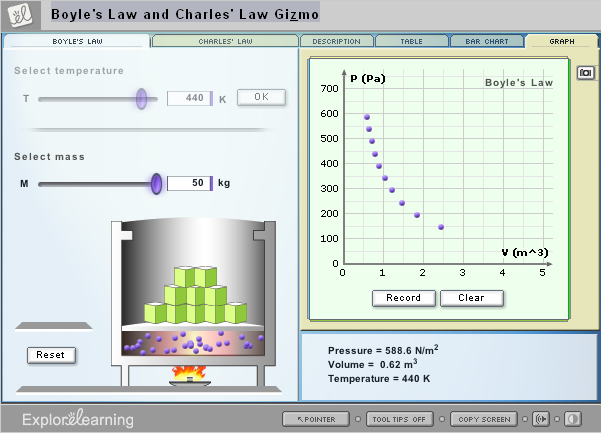 Boyle's Law and Charles' Law Gizmo
BOYLE'S LAW
CHARLES' LAW
DESCRIPTION
TABLE
BAR CHART
GRAPH
Select temperature
T 440 K OK
Select mass
M 50 kg
Reset
P (Pa)
Boyle's Law
700
600
500
400
300
200
100
0
V (m^3)
0 1 2 3 4 5
Record Clear
Pressure = 588.6 N/m²
Volume = 0.62 m³
Temperature = 440 K
ExploreLearning
POINTER
TOOL TIPS OFF
COPY SCREEN